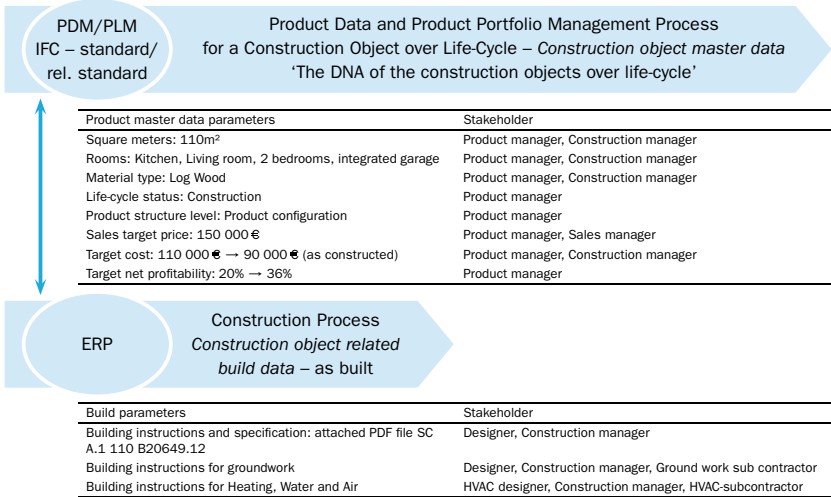 PDM/PLM
IFC – standard/
rel. standard
Product Data and Product Portfolio Management Process
for a Construction Object over Life-Cycle – Construction object master data
‘The DNA of the construction objects over life-cycle’
Product master data parameters Stakeholder
Square meters: 110m² Product manager, Construction manager
Rooms: Kitchen, Living room, 2 bedrooms, integrated garage Product manager, Construction manager
Material type: Log Wood Product manager, Construction manager
Life-cycle status: Construction Product manager
Product structure level: Product configuration Product manager
Sales target price: 150 000 € Product manager, Sales manager
Target cost: 110 000 € → 90 000 € (as constructed) Product manager, Construction manager
Target net profitability: 20% → 36% Product manager
ERP
Construction Process
Construction object related
build data – as built
Build parameters Stakeholder
Building instructions and specification: attached PDF file SC Designer, Construction manager
A.1 110 B20649.12
Building instructions for groundwork Designer, Construction manager, Ground work sub contractor
Building instructions for Heating, Water and Air HVAC designer, Construction manager, HVAC-subcontractor